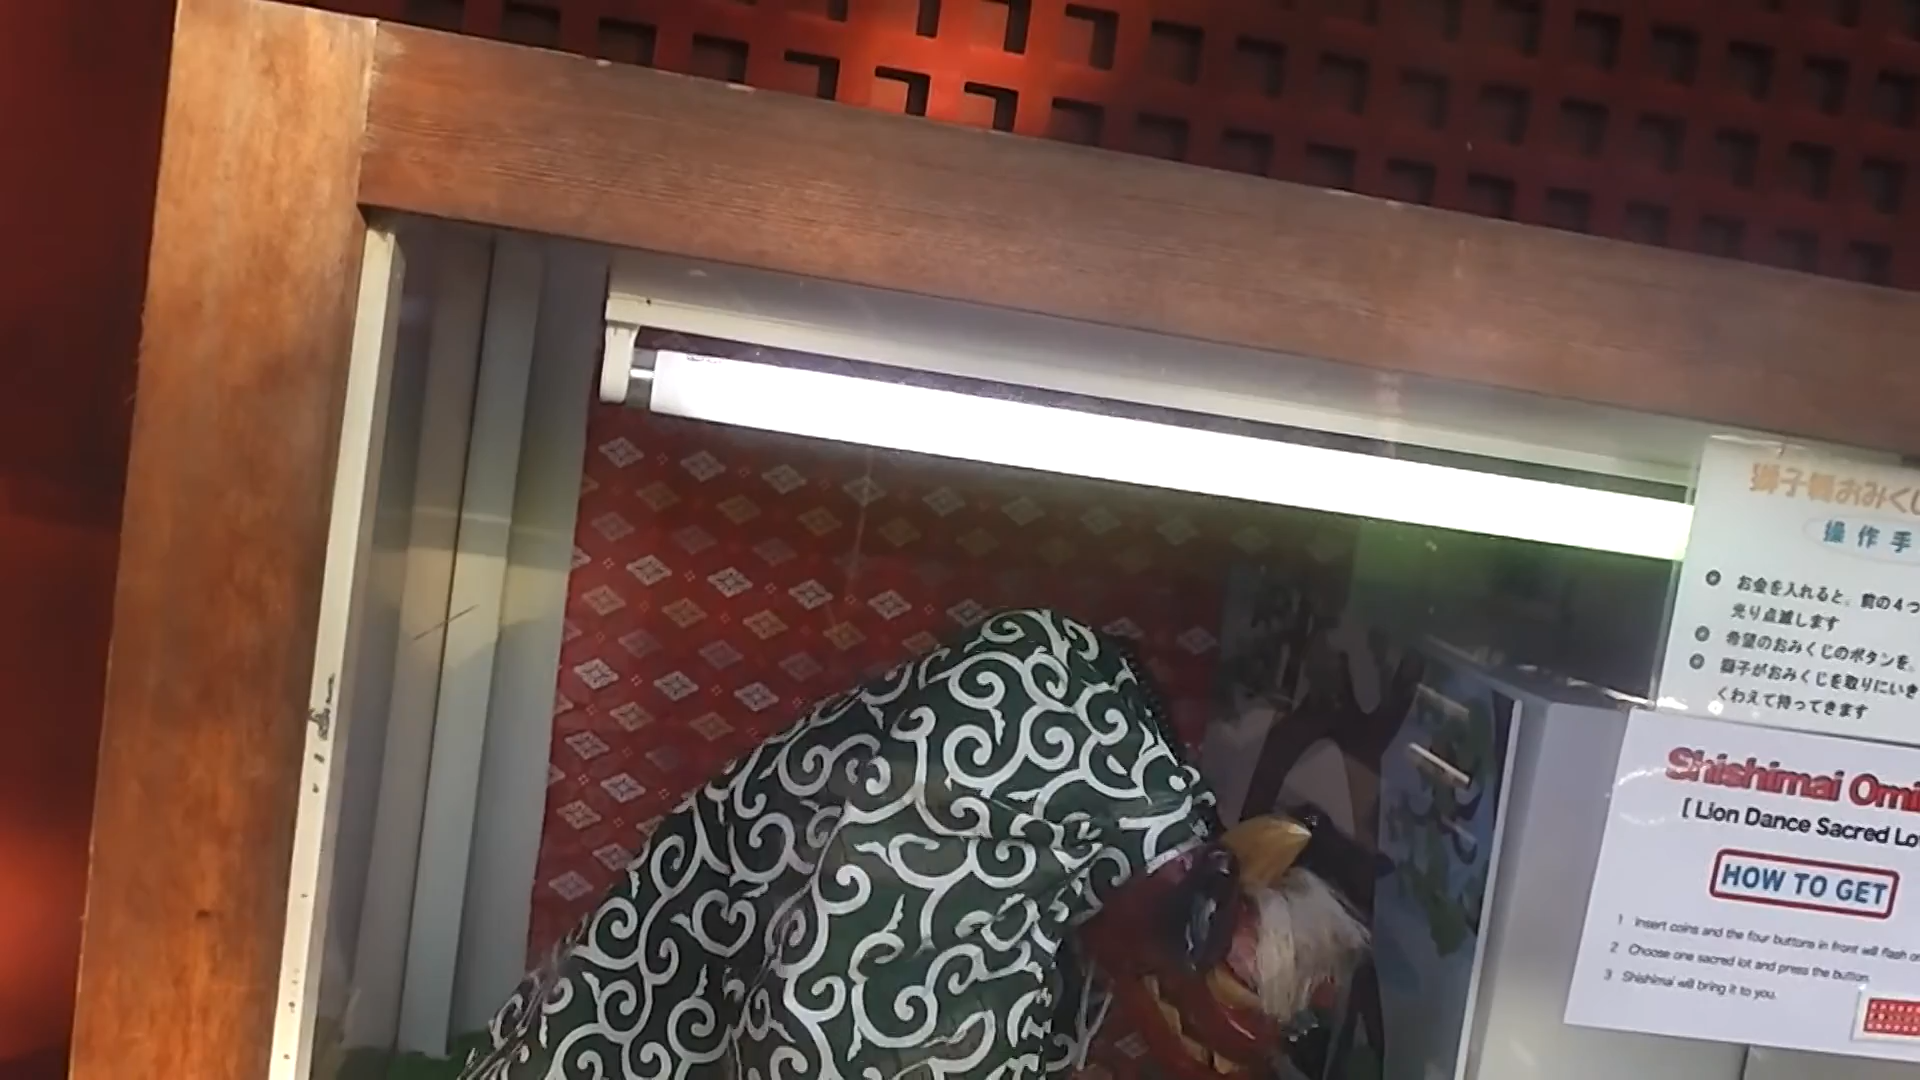 獅子舞おみくじ
操作手
お金を入れると。前の4つ
光り点滅します
希望のおみくじのボタンを。
獅子がおみくじを取りにいき
くわえて持ってきます
Shishimai Omi
[ Lion Dance Sacred Lo
HOW TO GET
1 Insert coins and the four buttons in front will flash on
2 Choose one sacred lot and press the button.
3 Shishimai will bring it to you.